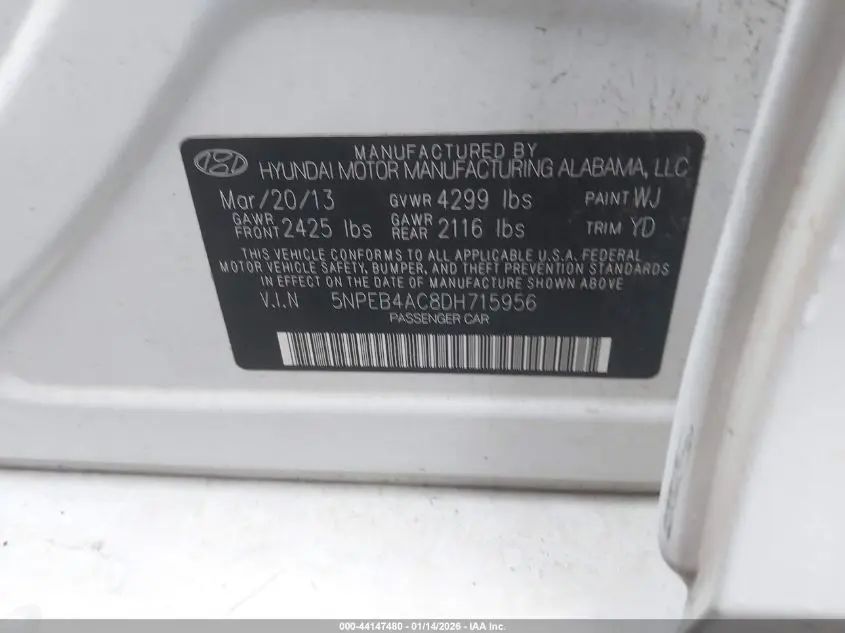 MANUFACTURED BY
HYUNDAI MOTOR MANUFACTURING ALABAMA, LLC
Mar/20/13 GVWR 4299 lbs PAINT WJ
GAWR FRONT 2425 lbs GAWR REAR 2116 lbs TRIM YD
THIS VEHICLE CONFORMS TO ALL APPLICABLE U.S.A. FEDERAL
MOTOR VEHICLE SAFETY, BUMPER, AND THEFT PREVENTION STANDARDS
IN EFFECT ON THE DATE OF MANUFACTURE SHOWN ABOVE
V.I.N 5NPEB4AC8DH715956
PASSENGER CAR
000-44147480 - 01/14/2026 - IAA Inc.